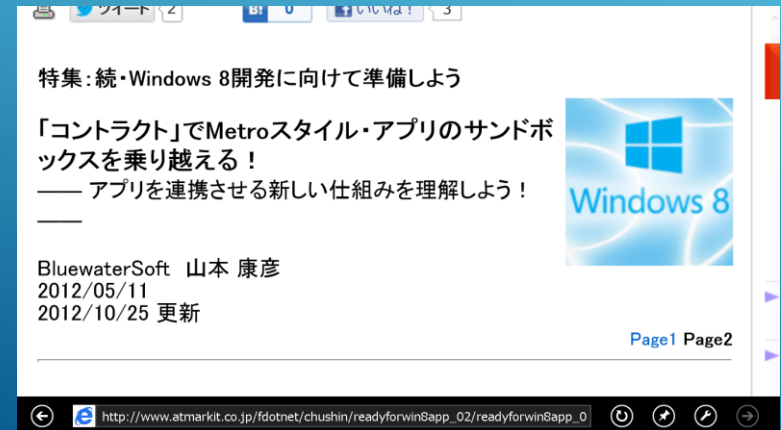 ツイート 2 B! 0 いいね! 3
特集:続・Windows 8開発に向けて準備しよう
「コントラクト」でMetroスタイル・アプリのサンドボ
ックスを乗り越える!
―― アプリを連携させる新しい仕組みを理解しよう!
――
Windows 8
BluewaterSoft 山本 康彦
2012/05/11
2012/10/25 更新
Page1 Page2
http://www.atmarkit.co.jp/fdotnet/chushin/readyforwin8app_02/readyforwin8app_0